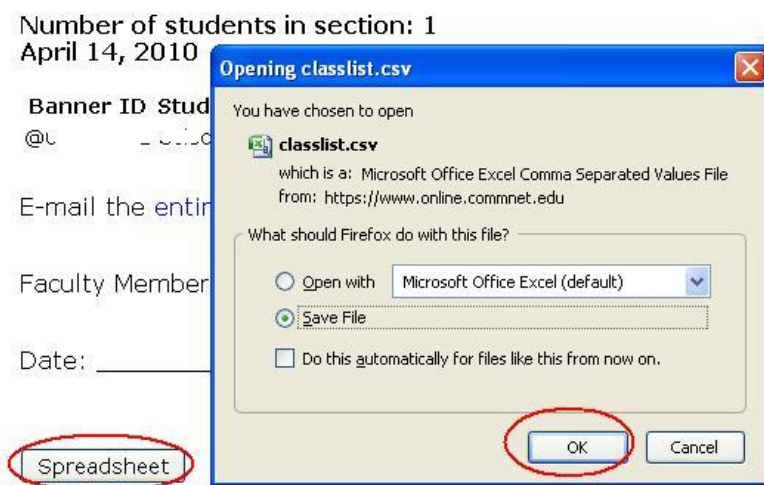 Number of students in section: 1
April 14, 2010
Banner ID Stud
E-mail the entir
Faculty Member
Date:
Spreadsheet
Opening classlist.csv
You have chosen to open
classlist.csv
which is a: Microsoft Office Excel Comma Separated Values File
from: https://www.online.commnet.edu
What should Firefox do with this file?
Open with Microsoft Office Excel (default)
Save File
Do this automatically for files like this from now on.
OK Cancel